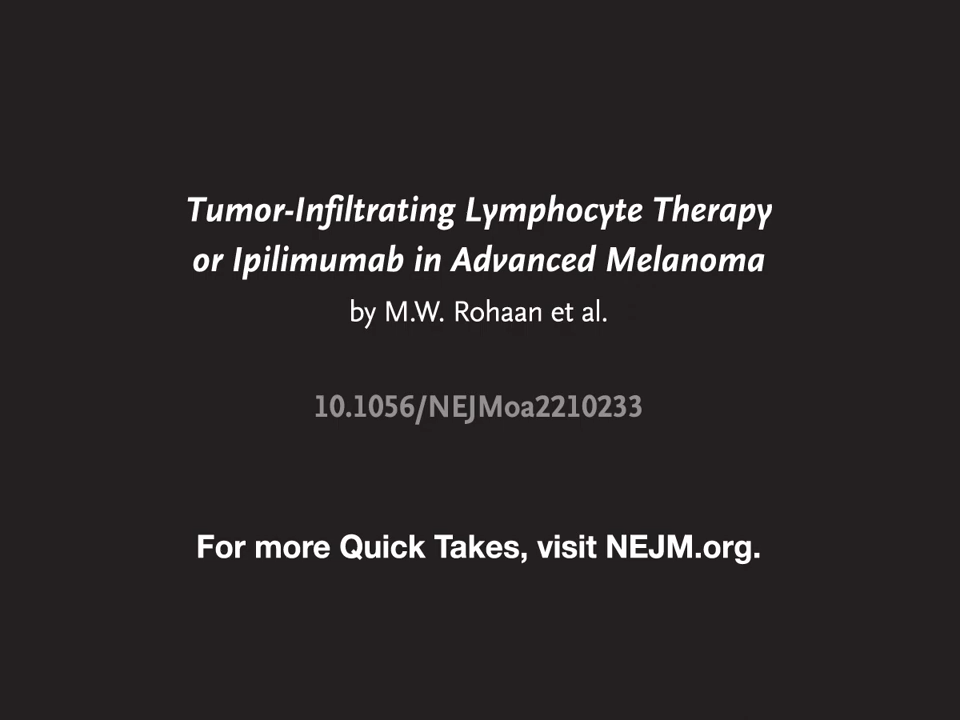 Tumor-Infiltrating Lymphocyte Therapy
or Ipilimumab in Advanced Melanoma
by M.W. Rohaan et al.
10.1056/NEJMoa2210233
For more Quick Takes, visit NEJM.org.